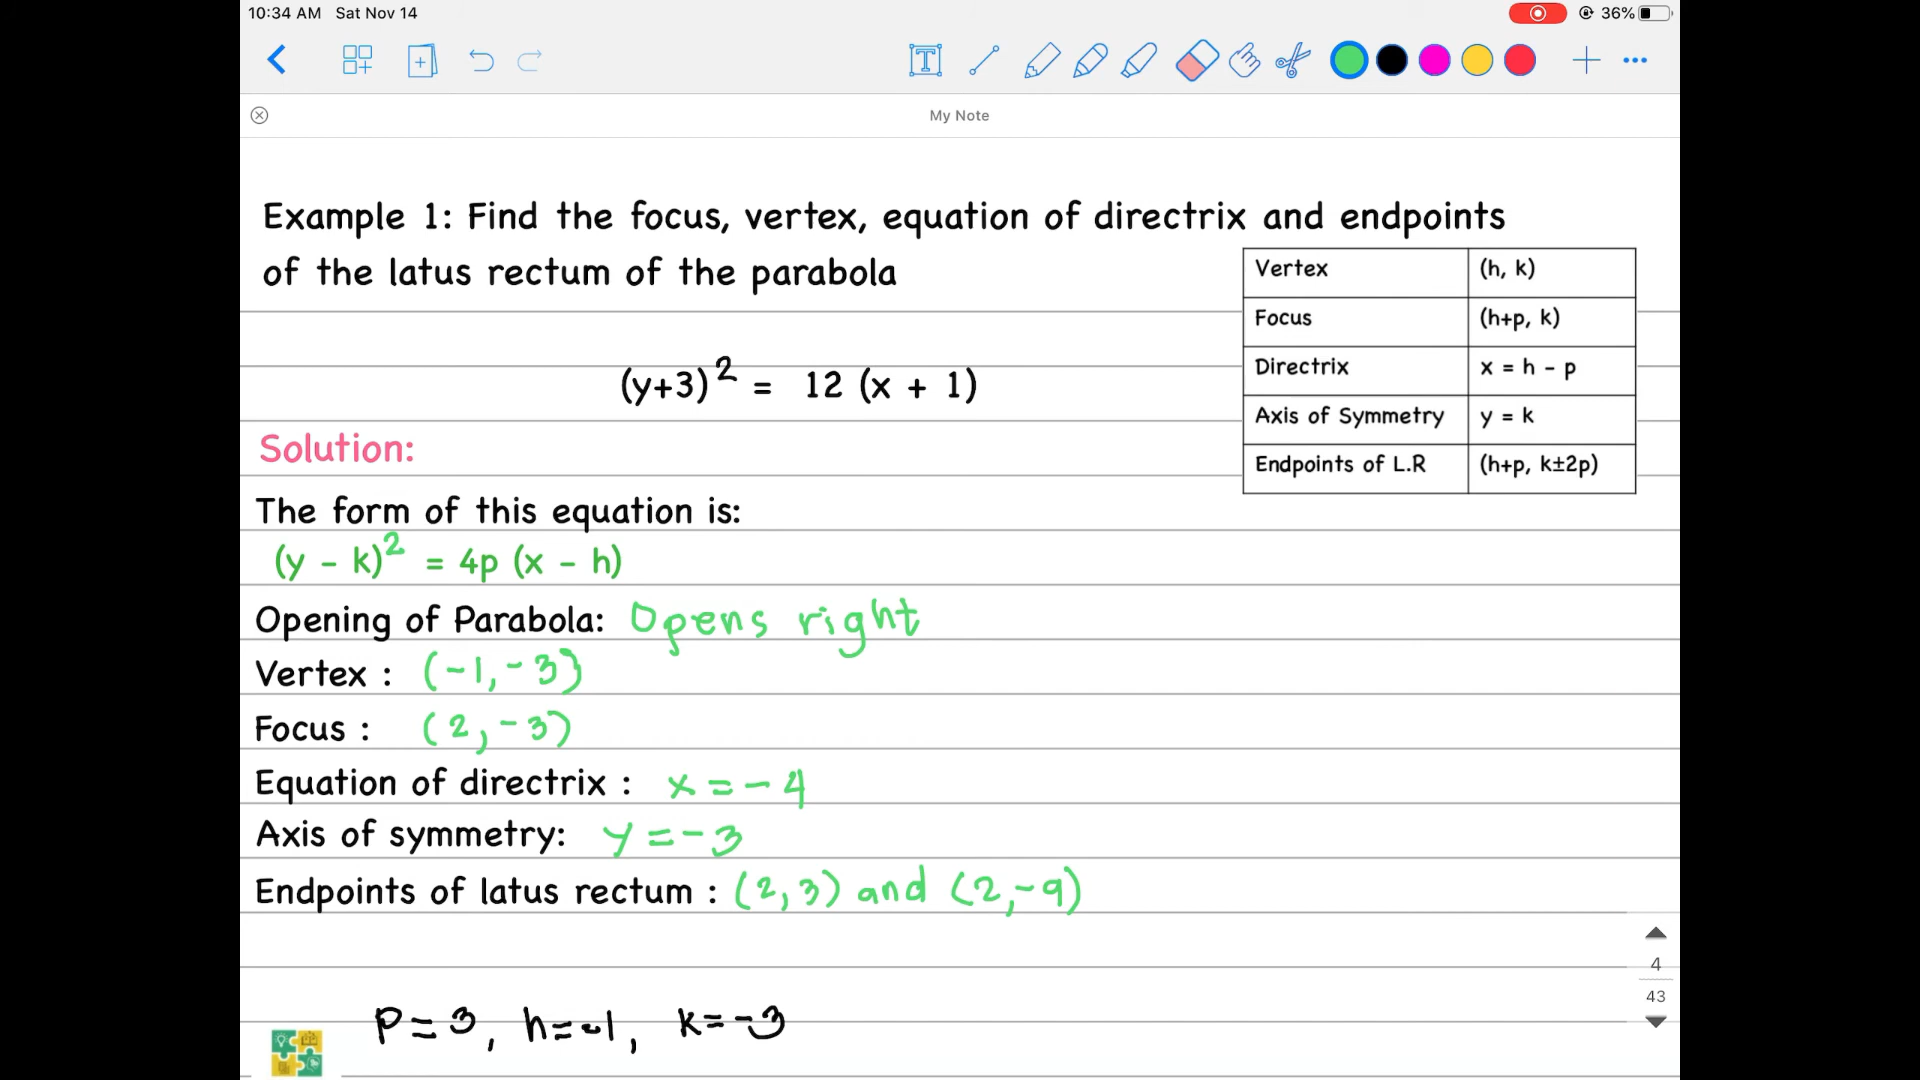 10:34 AM Sat Nov 14
36%
My Note
Example 1: Find the focus, vertex, equation of directrix and endpoints
of the latus rectum of the parabola
Vertex (h, k)
Focus (h+p, k)
Directrix x = h - p
Axis of Symmetry y = k
Endpoints of L.R (h+p, k±2p)
(y+3)² = 12 (x + 1)
Solution:
The form of this equation is:
(y - k)² = 4p (x - h)
Opening of Parabola: Opens right
Vertex : (-1, -3)
Focus : (2, -3)
Equation of directrix : x = -4
Axis of symmetry: y = -3
Endpoints of latus rectum : (2, 3) and (2, -9)
4
43
P = 3, h = -1, k = -3